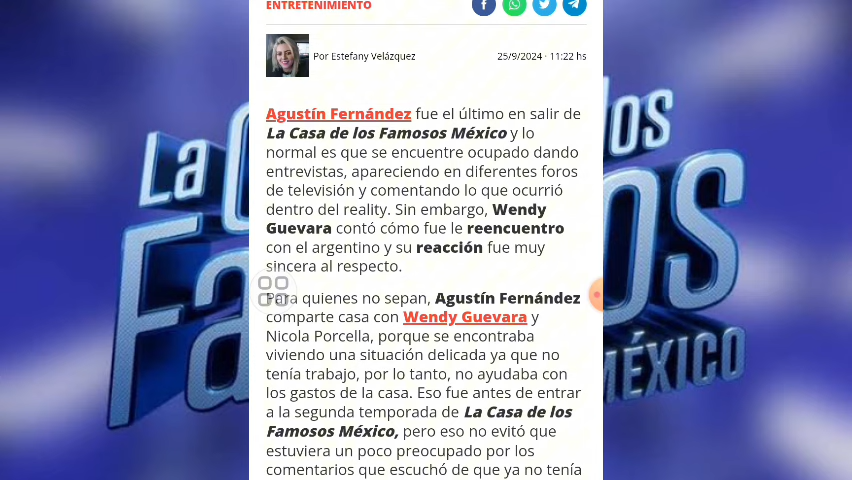 ENTRETENIMIENTO
Por Estefany Velázquez
25/9/2024 · 11:22 hs
Agustín Fernández fue el último en salir de
La Casa de los Famosos México y lo
normal es que se encuentre ocupado dando
entrevistas, apareciendo en diferentes foros
de televisión y comentando lo que ocurrió
dentro del reality. Sin embargo, Wendy
Guevara contó cómo fue le reencuentro
con el argentino y su reacción fue muy
sincera al respecto.
Para quienes no sepan, Agustín Fernández
comparte casa con Wendy Guevara y
Nicola Porcella, porque se encontraba
viviendo una situación delicada ya que no
tenía trabajo, por lo tanto, no ayudaba con
los gastos de la casa. Eso fue antes de entrar
a la segunda temporada de La Casa de los
Famosos México, pero eso no evitó que
estuviera un poco preocupado por los
comentarios que escuchó de que ya no tenía
La
Fa
os
OS
MÉXICO